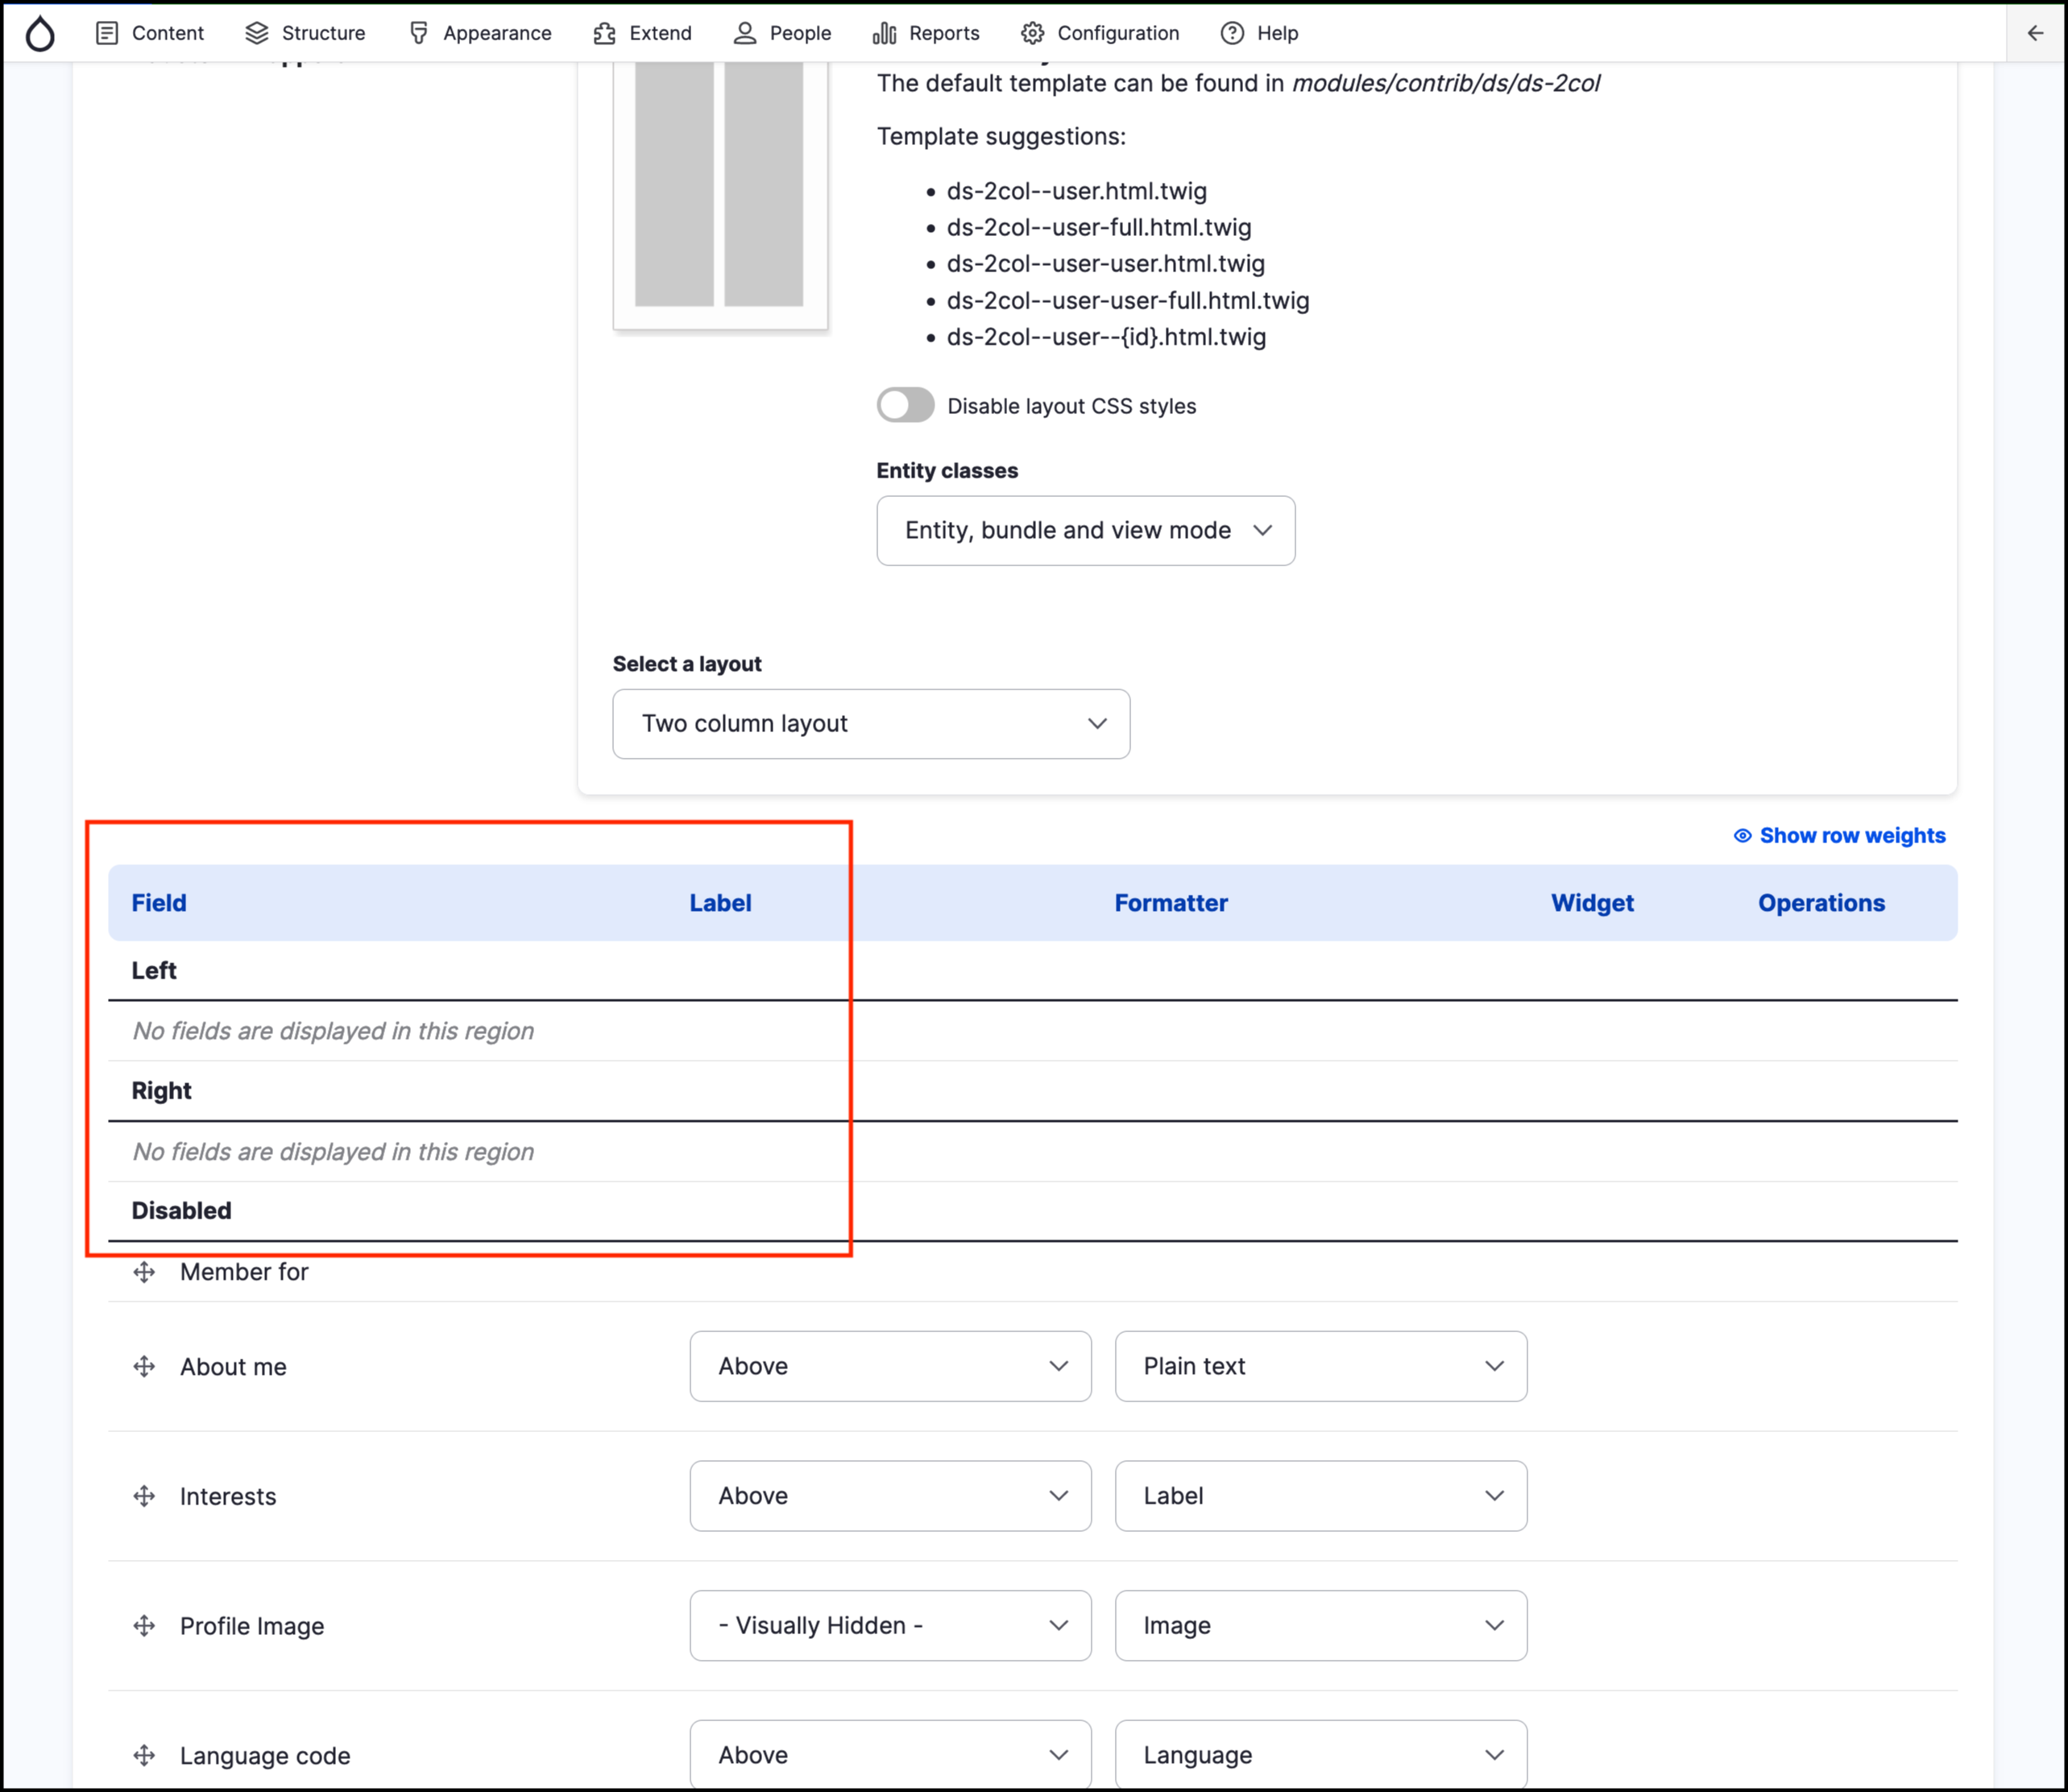 Content Structure Appearance Extend People Reports Configuration Help
The default template can be found in modules/contrib/ds/ds-2col
Template suggestions:
ds-2col--user.html.twig
ds-2col--user-full.html.twig
ds-2col--user-user.html.twig
ds-2col--user-user-full.html.twig
ds-2col--user--{id}.html.twig
Disable layout CSS styles
Entity classes
Entity, bundle and view mode
Select a layout
Two column layout
Show row weights
Field Label Formatter Widget Operations
Left
No fields are displayed in this region
Right
No fields are displayed in this region
Disabled
Member for
About me Above Plain text
Interests Above Label
Profile Image - Visually Hidden - Image
Language code Above Language